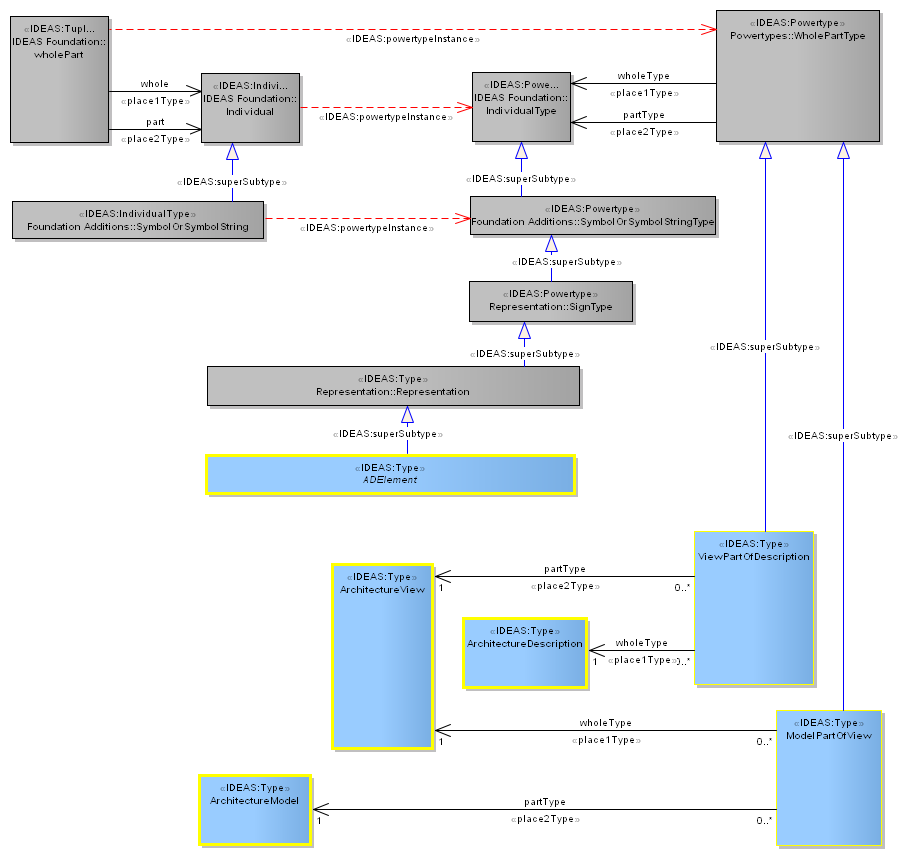 «IDEAS:Tupl...
IDEAS Foundation::
wholePart
«IDEAS:powertypeInstance»
«IDEAS:Powertype»
Powertypes::WholePartType
whole
«place1Type»
part
«place2Type»
«IDEAS:Indivi...
IDEAS Foundation::
Individual
«IDEAS:powertypeInstance»
«IDEAS:Powe...
IDEAS Foundation::
IndividualType
wholeType
«place1Type»
partType
«place2Type»
«IDEAS:superSubtype»
«IDEAS:superSubtype»
«IDEAS:IndividualType»
Foundation Additions::SymbolOrSymbolString
«IDEAS:powertypeInstance»
«IDEAS:Powertype»
Foundation Additions::SymbolOrSymbolStringType
«IDEAS:superSubtype»
«IDEAS:Powertype»
Representation::SignType
«IDEAS:superSubtype»
«IDEAS:superSubtype»
«IDEAS:Type»
Representation::Representation
«IDEAS:superSubtype»
«IDEAS:superSubtype»
«IDEAS:Type»
ADElement
«IDEAS:Type»
ViewPartOfDescription
«IDEAS:Type»
ArchitectureView
partType
«place2Type»
1
0..*
«IDEAS:Type»
ArchitectureDescription
wholeType
«place1Type»
1
0..*
wholeType
«place1Type»
1
0..*
«IDEAS:Type»
ModelPartOfView
«IDEAS:Type»
ArchitectureModel
partType
«place2Type»
1
0..*